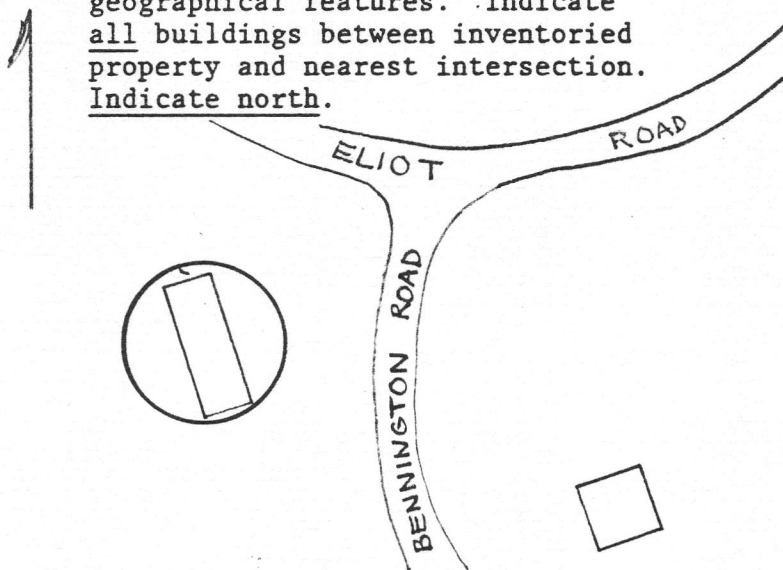 geographical features. Indicate
all buildings between inventoried
property and nearest intersection.
Indicate north.
ELIOT ROAD
BENNINGTON ROAD